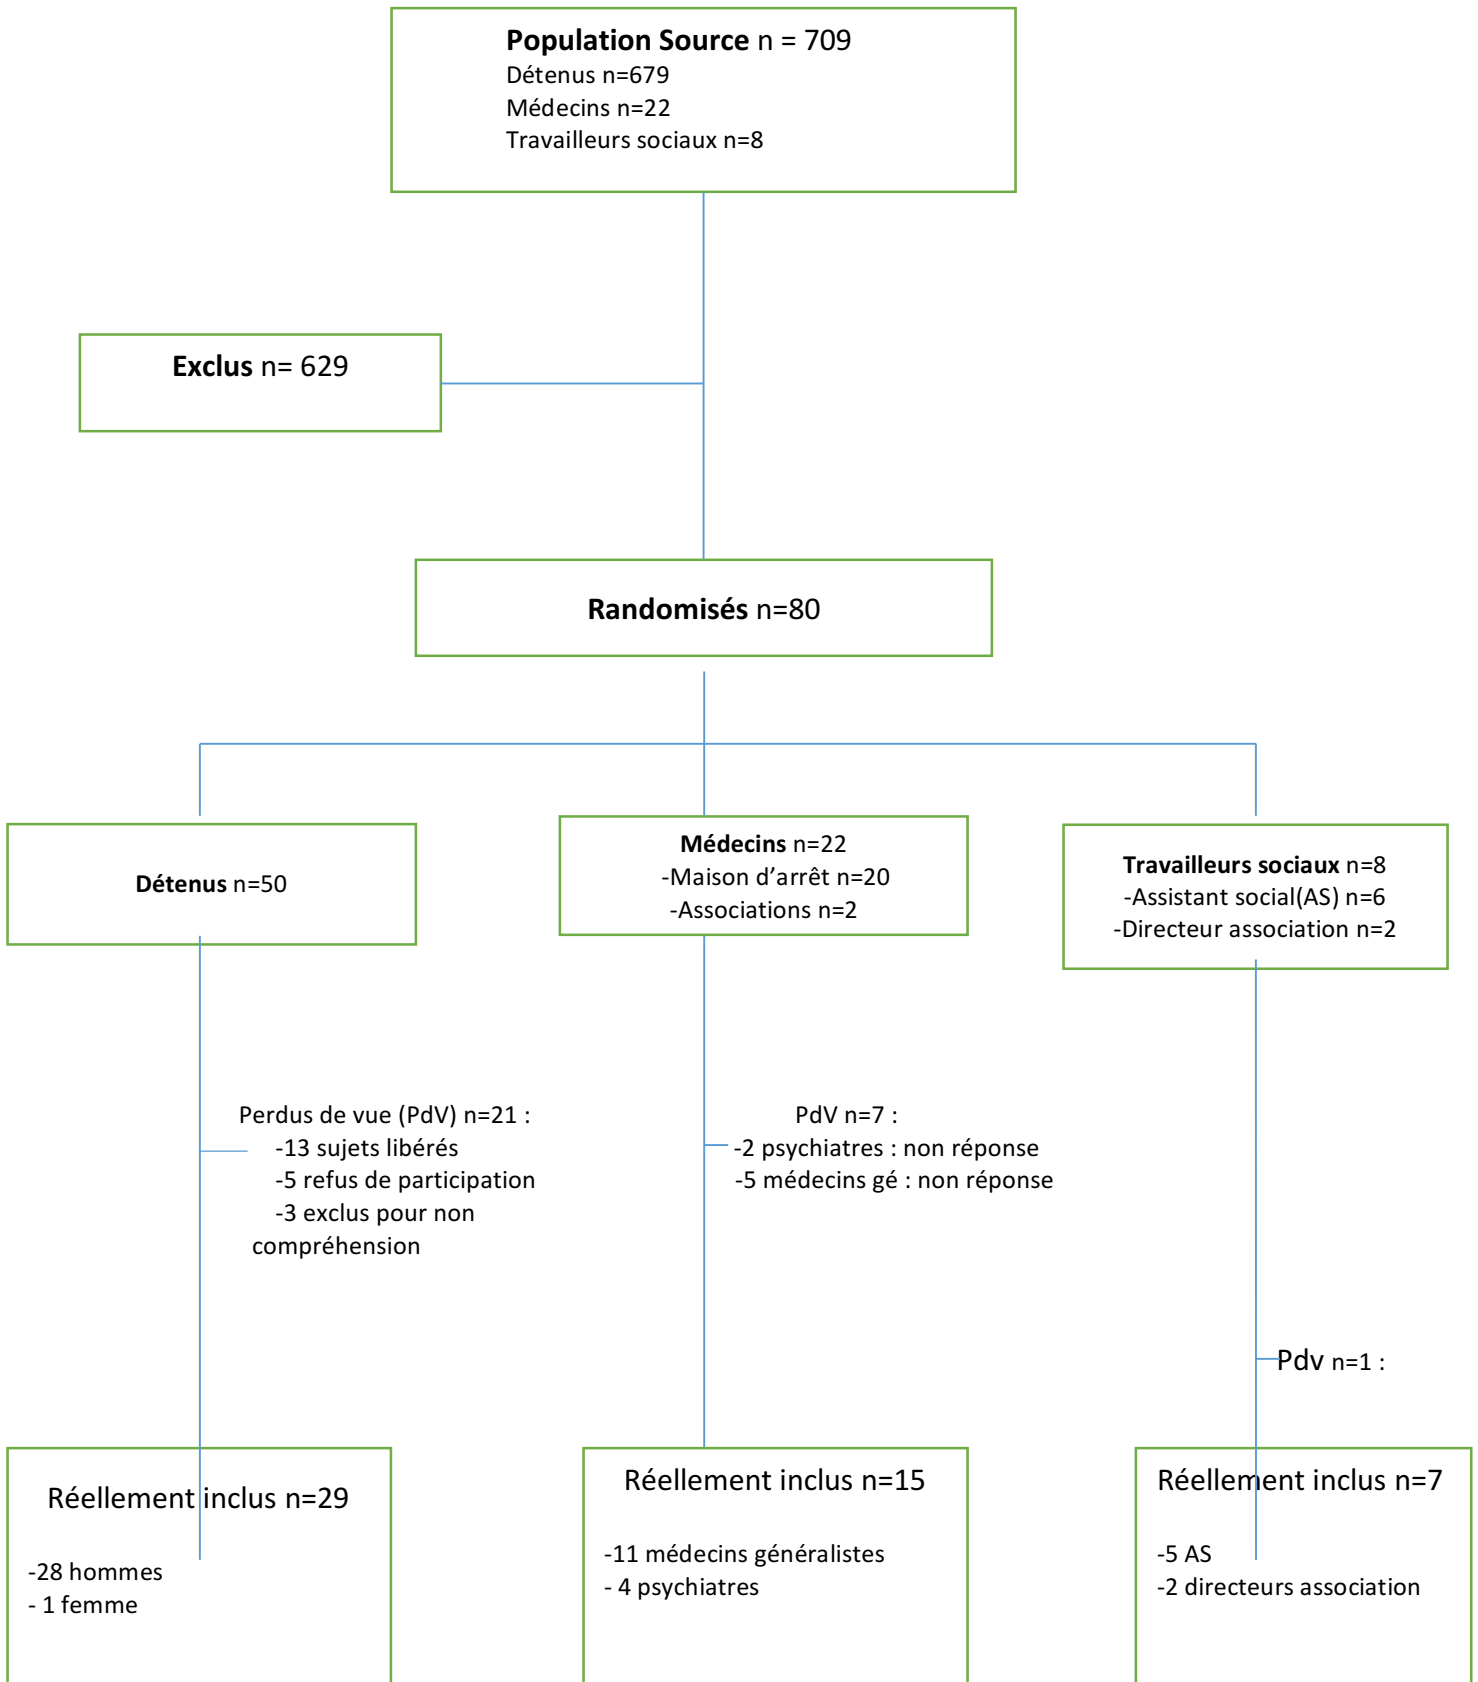 Population Source n = 709
Détenus n=679
Médecins n=22
Travailleurs sociaux n=8
Exclus n= 629
Randomisés n=80
Détenus n=50
Médecins n=22
-Maison d’arrêt n=20
-Associations n=2
Travailleurs sociaux n=8
-Assistant social(AS) n=6
-Directeur association n=2
Perdus de vue (PdV) n=21 :
-13 sujets libérés
-5 refus de participation
-3 exclus pour non
compréhension
PdV n=7 :
-2 psychiatres : non réponse
-5 médecins gé : non réponse
Pdv n=1 :
Réellement inclus n=29
-28 hommes
- 1 femme
Réellement inclus n=15
-11 médecins généralistes
- 4 psychiatres
Réellement inclus n=7
-5 AS
-2 directeurs association